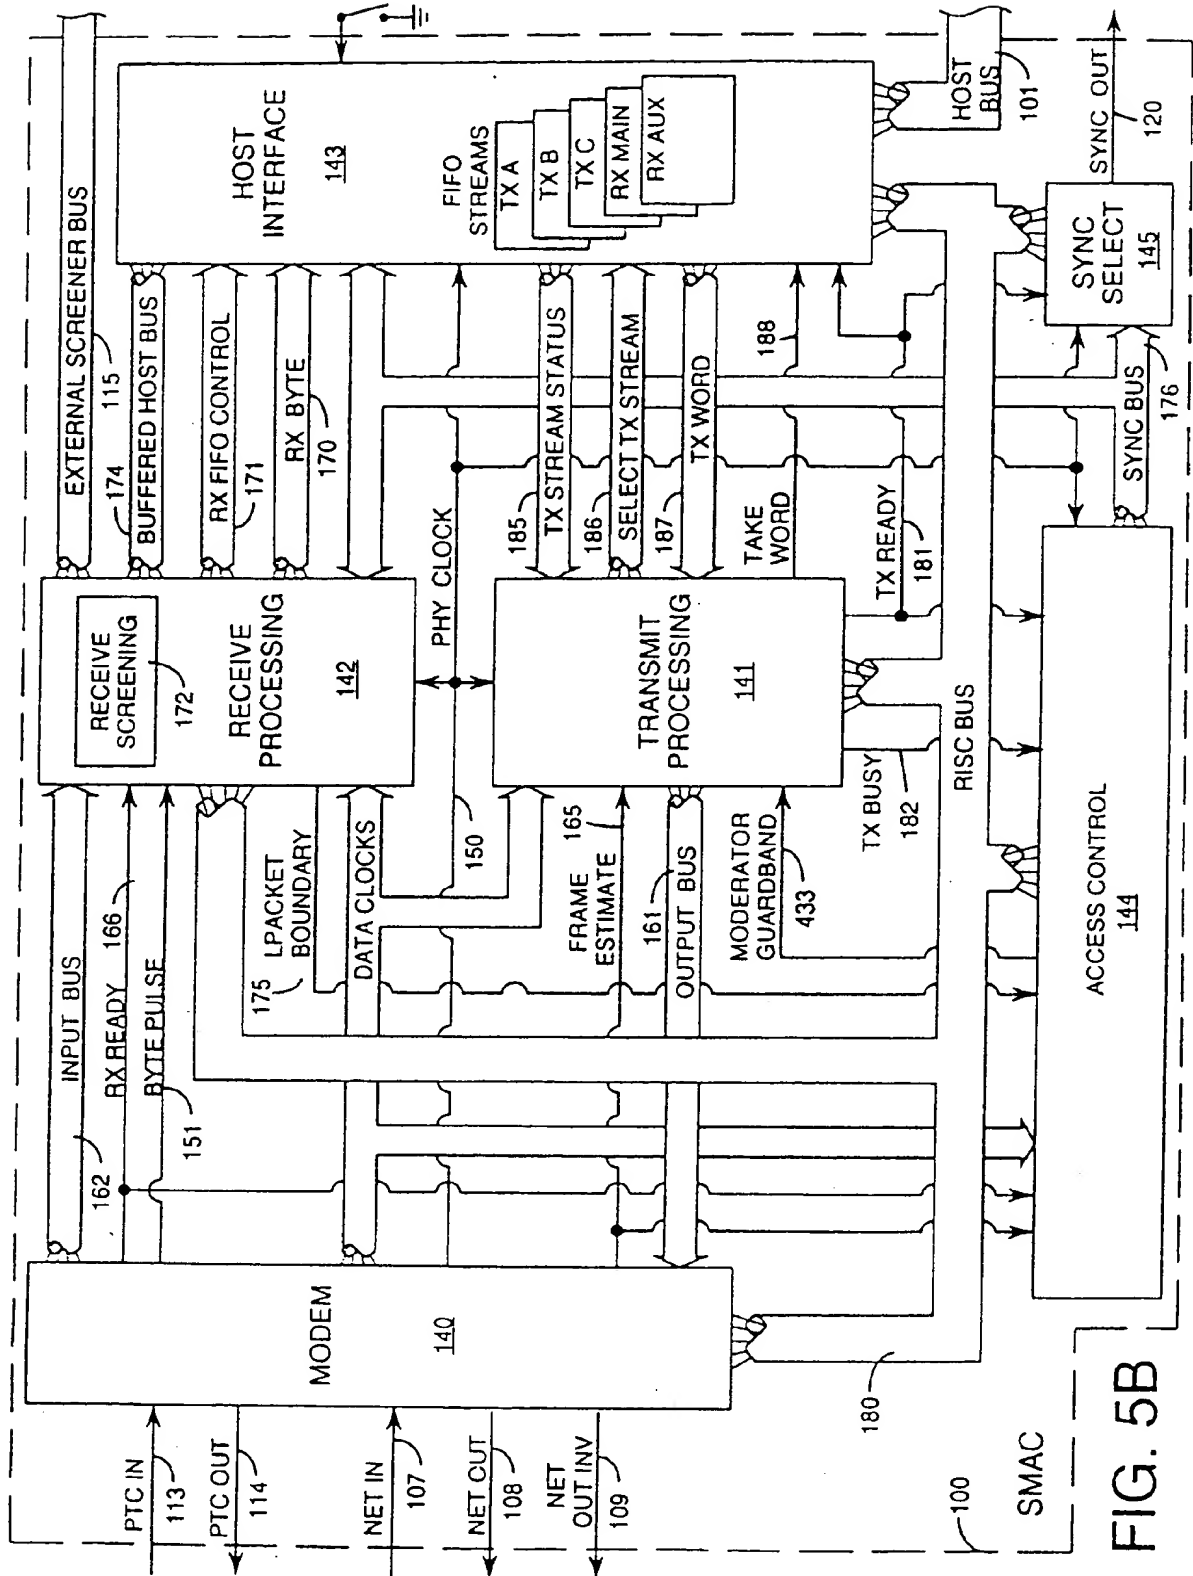 PTC IN
113
PTC OUT
114
NET IN
107
NET OUT
108
NET
OUT INV
109
MODEM
140
INPUT BUS
162
RX READY
166
BYTE PULSE
151
LPACKET
BOUNDARY
175
DATA CLOCKS
150
FRAME
ESTIMATE
165
161
OUTPUT BUS
MODERATOR
GUARDBAND
433
RECEIVE
SCREENING
172
RECEIVE
PROCESSING
142
PHY CLOCK
TRANSMIT
PROCESSING
141
TX BUSY
182
TX READY
181
EXTERNAL SCREENER BUS
115
174
BUFFERED HOST BUS
RX FIFO CONTROL
171
RX BYTE
170
185
TX STREAM STATUS
186
SELECT TX STREAM
187
TX WORD
TAKE
WORD
188
HOST
INTERFACE
143
FIFO
STREAMS
TX A
TX B
TX C
RX MAIN
RX AUX
HOST
BUS
101
SYNC OUT
120
SYNC
SELECT
145
SYNC BUS
176
RISC BUS
180
ACCESS CONTROL
144
100
SMAC
FIG. 5B